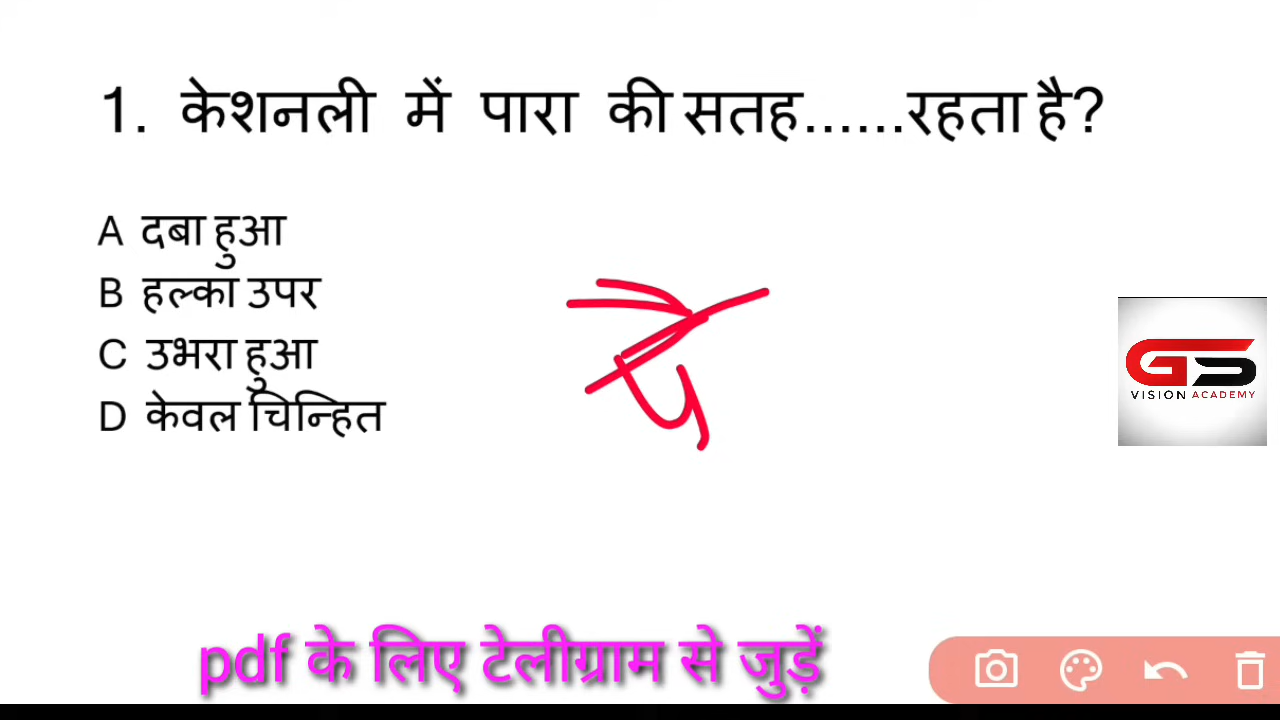 1. केशनली में पारा की सतह......रहता है?
A दबा हुआ
B हल्का उपर
C उभरा हुआ
D केवल चिन्हित
GS
VISION ACADEMY
pdf के लिए टेलीग्राम से जुड़ें